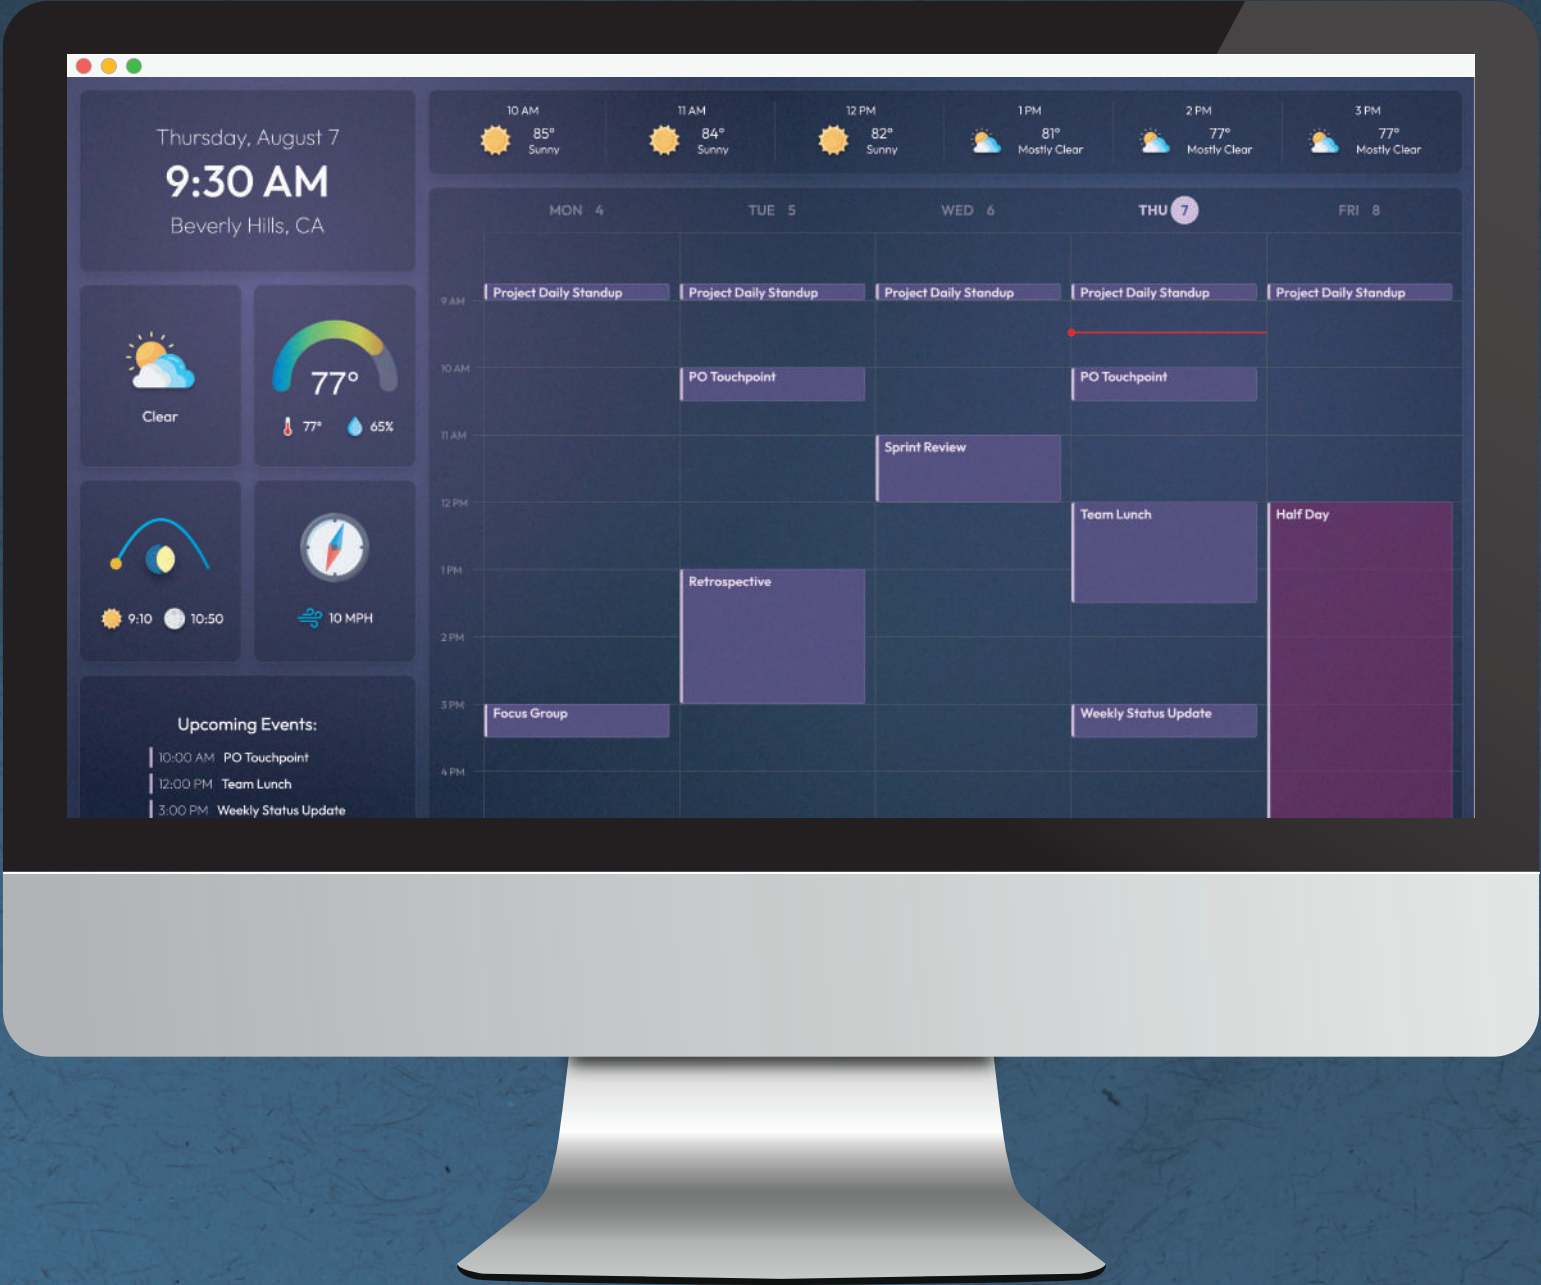 Thursday, August 7
9:30 AM
Beverly Hills, CA
10 AM
85°
Sunny
11 AM
84°
Sunny
12 PM
82°
Sunny
1 PM
81°
Mostly Clear
2 PM
77°
Mostly Clear
3 PM
77°
Mostly Clear
Clear
77°
77° 65%
9:10 10:50
10 MPH
Upcoming Events:
10:00 AM PO Touchpoint
12:00 PM Team Lunch
3:00 PM Weekly Status Update
MON 4 TUE 5 WED 6 THU 7 FRI 8
Project Daily Standup Project Daily Standup Project Daily Standup Project Daily Standup Project Daily Standup
9 AM
10 AM
PO Touchpoint PO Touchpoint
11 AM
Sprint Review
12 PM
Team Lunch Half Day
1 PM
Retrospective
2 PM
3 PM
Focus Group Weekly Status Update
4 PM